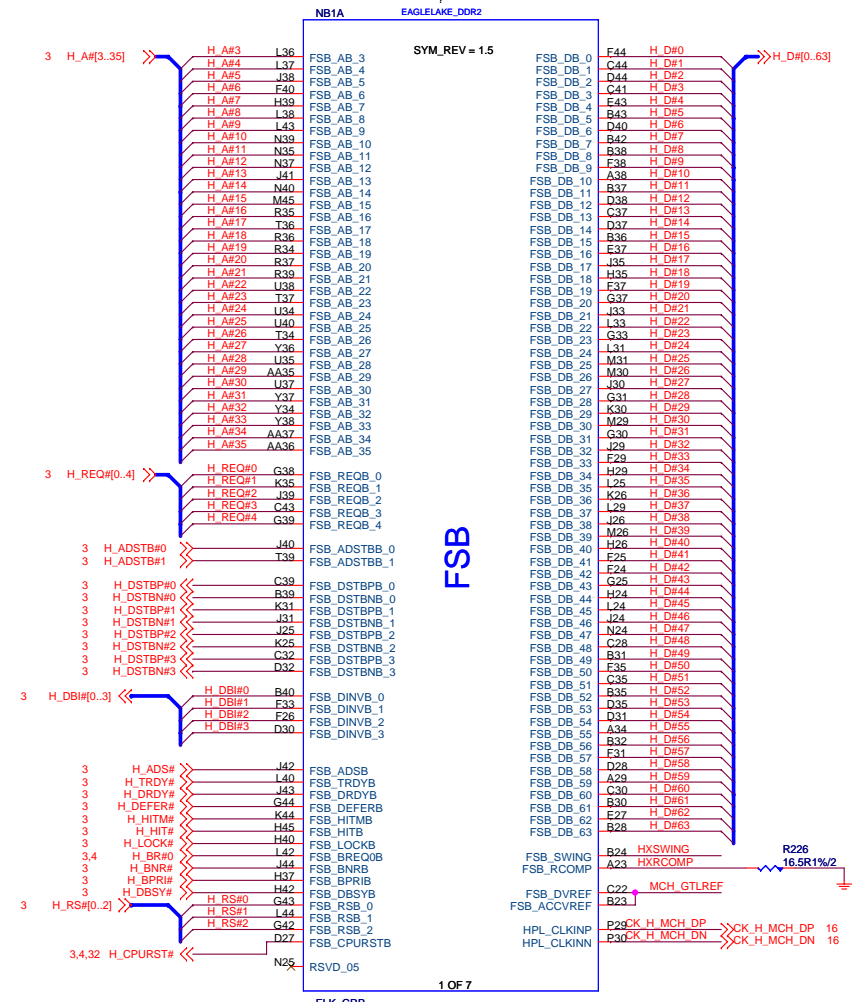 NB1A EAGLELAKE_DDR2
SYM_REV = 1.5
3 H_A#[3..35]
H_A#3 L36 FSB_AB_3
H_A#4 L37 FSB_AB_4
H_A#5 J38 FSB_AB_5
H_A#6 F40 FSB_AB_6
H_A#7 H39 FSB_AB_7
H_A#8 L38 FSB_AB_8
H_A#9 L43 FSB_AB_9
H_A#10 N39 FSB_AB_10
H_A#11 N35 FSB_AB_11
H_A#12 N37 FSB_AB_12
H_A#13 J41 FSB_AB_13
H_A#14 N40 FSB_AB_14
H_A#15 M45 FSB_AB_15
H_A#16 R35 FSB_AB_16
H_A#17 T36 FSB_AB_17
H_A#18 R36 FSB_AB_18
H_A#19 R34 FSB_AB_19
H_A#20 R37 FSB_AB_20
H_A#21 R39 FSB_AB_21
H_A#22 U38 FSB_AB_22
H_A#23 T37 FSB_AB_23
H_A#24 U34 FSB_AB_24
H_A#25 U40 FSB_AB_25
H_A#26 T34 FSB_AB_26
H_A#27 Y36 FSB_AB_27
H_A#28 U35 FSB_AB_28
H_A#29 AA35 FSB_AB_29
H_A#30 U37 FSB_AB_30
H_A#31 Y37 FSB_AB_31
H_A#32 Y34 FSB_AB_32
H_A#33 Y38 FSB_AB_33
H_A#34 AA37 FSB_AB_34
H_A#35 AA36 FSB_AB_35
3 H_REQ#[0..4]
H_REQ#0 G38 FSB_REQB_0
H_REQ#1 K35 FSB_REQB_1
H_REQ#2 J39 FSB_REQB_2
H_REQ#3 C43 FSB_REQB_3
H_REQ#4 G39 FSB_REQB_4
3 H_ADSTB#0 J40 FSB_ADSTBB_0
3 H_ADSTB#1 T39 FSB_ADSTBB_1
3 H_DSTBP#0 C39 FSB_DSTBPB_0
3 H_DSTBN#0 B39 FSB_DSTBNB_0
3 H_DSTBP#1 K31 FSB_DSTBPB_1
3 H_DSTBN#1 J31 FSB_DSTBNB_1
3 H_DSTBP#2 J25 FSB_DSTBPB_2
3 H_DSTBN#2 K25 FSB_DSTBNB_2
3 H_DSTBP#3 C32 FSB_DSTBPB_3
3 H_DSTBN#3 D32 FSB_DSTBNB_3
3 H_DBI#[0..3]
H_DBI#0 B40 FSB_DINVB_0
H_DBI#1 F33 FSB_DINVB_1
H_DBI#2 F26 FSB_DINVB_2
H_DBI#3 D30 FSB_DINVB_3
3 H_ADS# J42 FSB_ADSB
3 H_TRDY# L40 FSB_TRDYB
3 H_DRDY# J43 FSB_DRDYB
3 H_DEFER# G44 FSB_DEFERB
3 H_HITM# K44 FSB_HITMB
3 H_HIT# H45 FSB_HITB
3 H_LOCK# H40 FSB_LOCKB
3,4 H_BR#0 L42 FSB_BREQ0B
3 H_BNR# J44 FSB_BNRB
3 H_BPRI# H37 FSB_BPRIB
3 H_DBSY# H42 FSB_DBSYB
3 H_RS#[0..2]
H_RS#0 G43 FSB_RSB_0
H_RS#1 L44 FSB_RSB_1
H_RS#2 G42 FSB_RSB_2
3,4,32 H_CPURST# D27 FSB_CPURSTB
N25 RSVD_05
FSB
H_D#[0..63]
FSB_DB_0 F44 H_D#0
FSB_DB_1 C44 H_D#1
FSB_DB_2 D44 H_D#2
FSB_DB_3 C41 H_D#3
FSB_DB_4 E43 H_D#4
FSB_DB_5 B43 H_D#5
FSB_DB_6 D40 H_D#6
FSB_DB_7 B42 H_D#7
FSB_DB_8 B38 H_D#8
FSB_DB_9 F38 H_D#9
FSB_DB_10 A38 H_D#10
FSB_DB_11 B37 H_D#11
FSB_DB_12 D38 H_D#12
FSB_DB_13 C37 H_D#13
FSB_DB_14 D37 H_D#14
FSB_DB_15 B36 H_D#15
FSB_DB_16 E37 H_D#16
FSB_DB_17 J35 H_D#17
FSB_DB_18 H35 H_D#18
FSB_DB_19 F37 H_D#19
FSB_DB_20 G37 H_D#20
FSB_DB_21 J33 H_D#21
FSB_DB_22 L33 H_D#22
FSB_DB_23 G33 H_D#23
FSB_DB_24 L31 H_D#24
FSB_DB_25 M31 H_D#25
FSB_DB_26 M30 H_D#26
FSB_DB_27 J30 H_D#27
FSB_DB_28 G31 H_D#28
FSB_DB_29 K30 H_D#29
FSB_DB_30 M29 H_D#30
FSB_DB_31 G30 H_D#31
FSB_DB_32 J29 H_D#32
FSB_DB_33 F29 H_D#33
FSB_DB_34 H29 H_D#34
FSB_DB_35 L25 H_D#35
FSB_DB_36 K26 H_D#36
FSB_DB_37 L29 H_D#37
FSB_DB_38 J26 H_D#38
FSB_DB_39 M26 H_D#39
FSB_DB_40 H26 H_D#40
FSB_DB_41 F25 H_D#41
FSB_DB_42 F24 H_D#42
FSB_DB_43 G25 H_D#43
FSB_DB_44 H24 H_D#44
FSB_DB_45 L24 H_D#45
FSB_DB_46 J24 H_D#46
FSB_DB_47 N24 H_D#47
FSB_DB_48 C28 H_D#48
FSB_DB_49 B31 H_D#49
FSB_DB_50 F35 H_D#50
FSB_DB_51 C35 H_D#51
FSB_DB_52 B35 H_D#52
FSB_DB_53 D35 H_D#53
FSB_DB_54 D31 H_D#54
FSB_DB_55 A34 H_D#55
FSB_DB_56 B32 H_D#56
FSB_DB_57 F31 H_D#57
FSB_DB_58 D28 H_D#58
FSB_DB_59 A29 H_D#59
FSB_DB_60 C30 H_D#60
FSB_DB_61 B30 H_D#61
FSB_DB_62 E27 H_D#62
FSB_DB_63 B28 H_D#63
FSB_SWING B24 HXSWING
FSB_RCOMP A23 HXRCOMP
R226
16.5R1%/2
FSB_DVREF C22 MCH_GTLREF
FSB_ACCVREF B23
HPL_CLKINP P29 CK_H_MCH_DP CK_H_MCH_DP 16
HPL_CLKINN P30 CK_H_MCH_DN CK_H_MCH_DN 16
1 OF 7